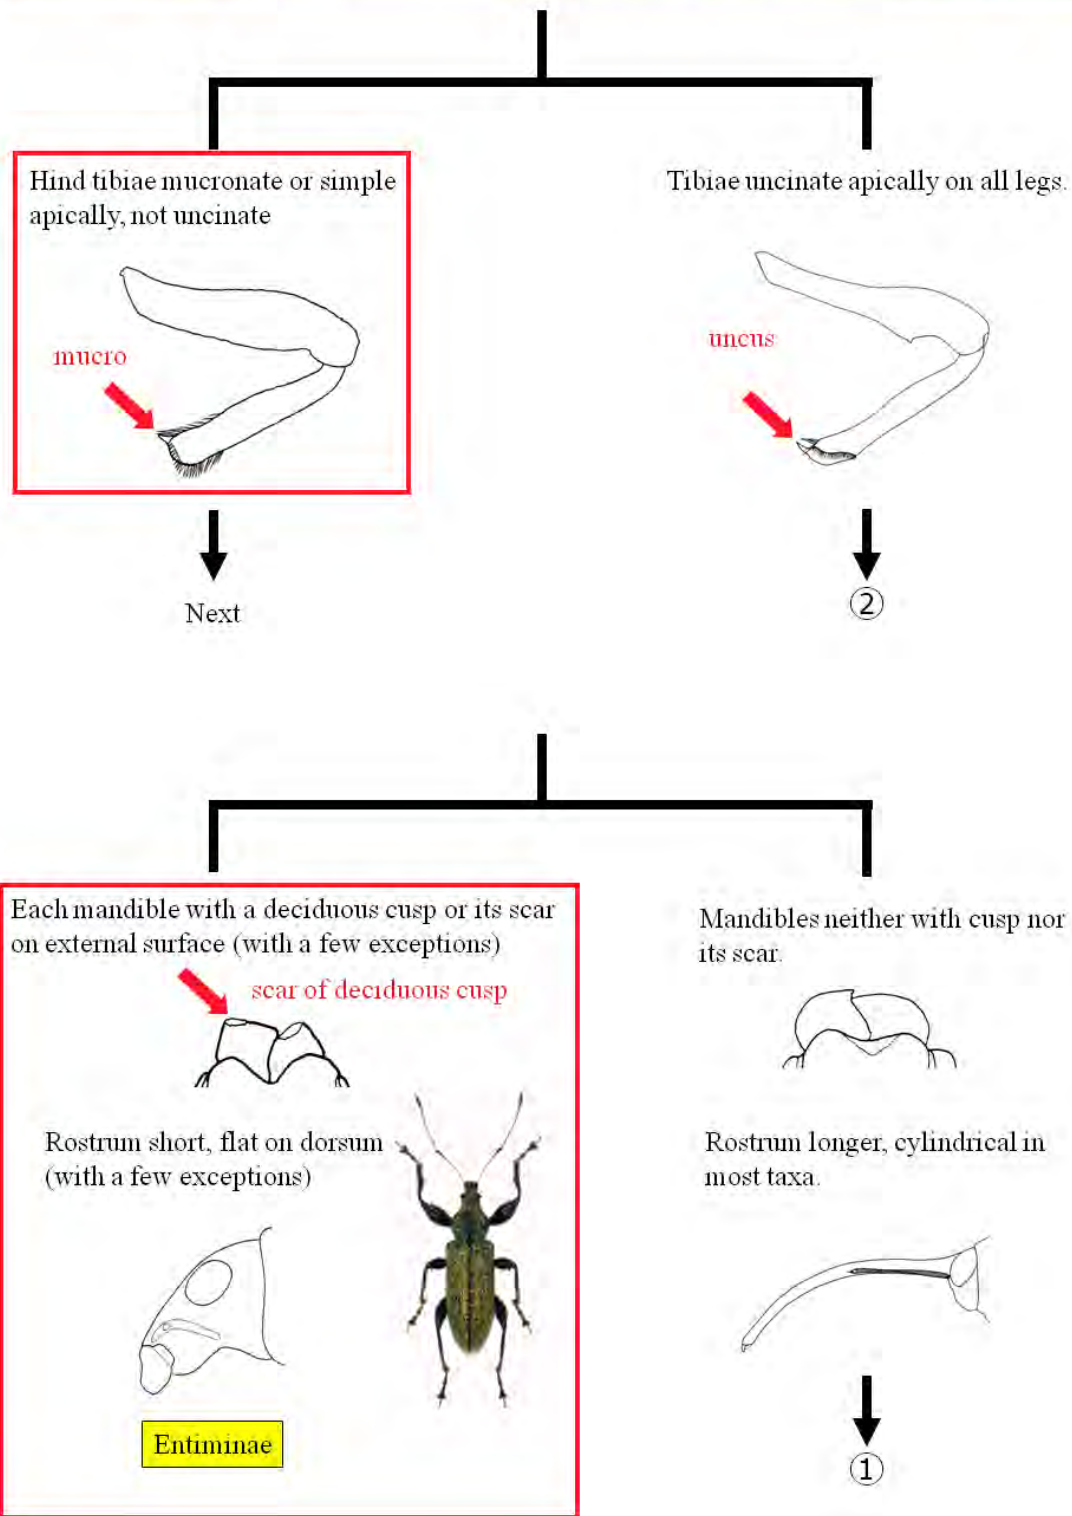 Hind tibiae mucronate or simple
apically, not uncinate
mucro
Next
Tibiae uncinate apically on all legs.
uncus
②
Each mandible with a deciduous cusp or its scar
on external surface (with a few exceptions)
scar of deciduous cusp
Rostrum short, flat on dorsum
(with a few exceptions)
Entiminae
Mandibles neither with cusp nor
its scar.
Rostrum longer, cylindrical in
most taxa.
①